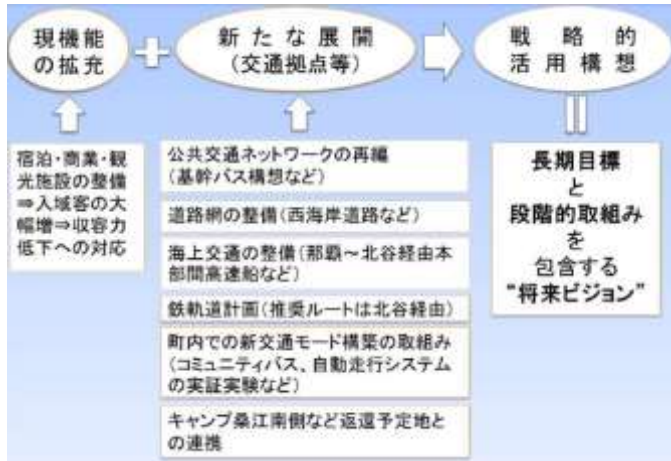 現機能
の拡充
新たな展開
(交通拠点等)
戦略的
活用構想
宿泊・商業・観
光施設の整備
⇒入域客の大
幅増⇒収容力
低下への対応
公共交通ネットワークの再編
(基幹バス構想など)
道路網の整備(西海岸道路など)
海上交通の整備(那覇～北谷経由本
部間高速船など)
鉄軌道計画(推奨ルートは北谷経由)
町内での新交通モード構築の取組み
(コミュニティバス、自動走行システム
の実証実験など)
キャンプ桑江南側など返還予定地と
の連携
長期目標
と
段階的取組み
を
包含する
“将来ビジョン”